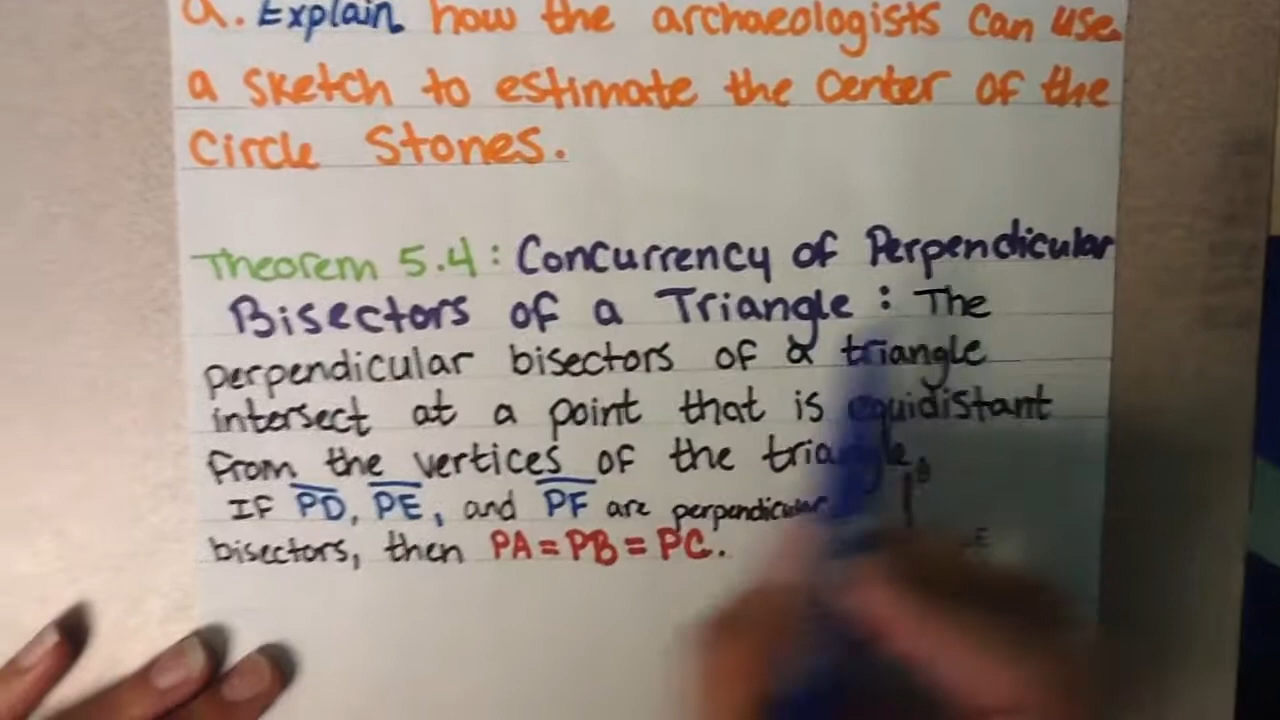 a. Explain how the archaeologists can use
a sketch to estimate the center of the
Circle Stones.
Theorem 5.4: Concurrency of Perpendicular
Bisectors of a Triangle: The
perpendicular bisectors of a triangle
intersect at a point that is equidistant
from the vertices of the triangle.
If PD, PE, and PF are perpendicular
bisectors, then PA = PB = PC.
B
E